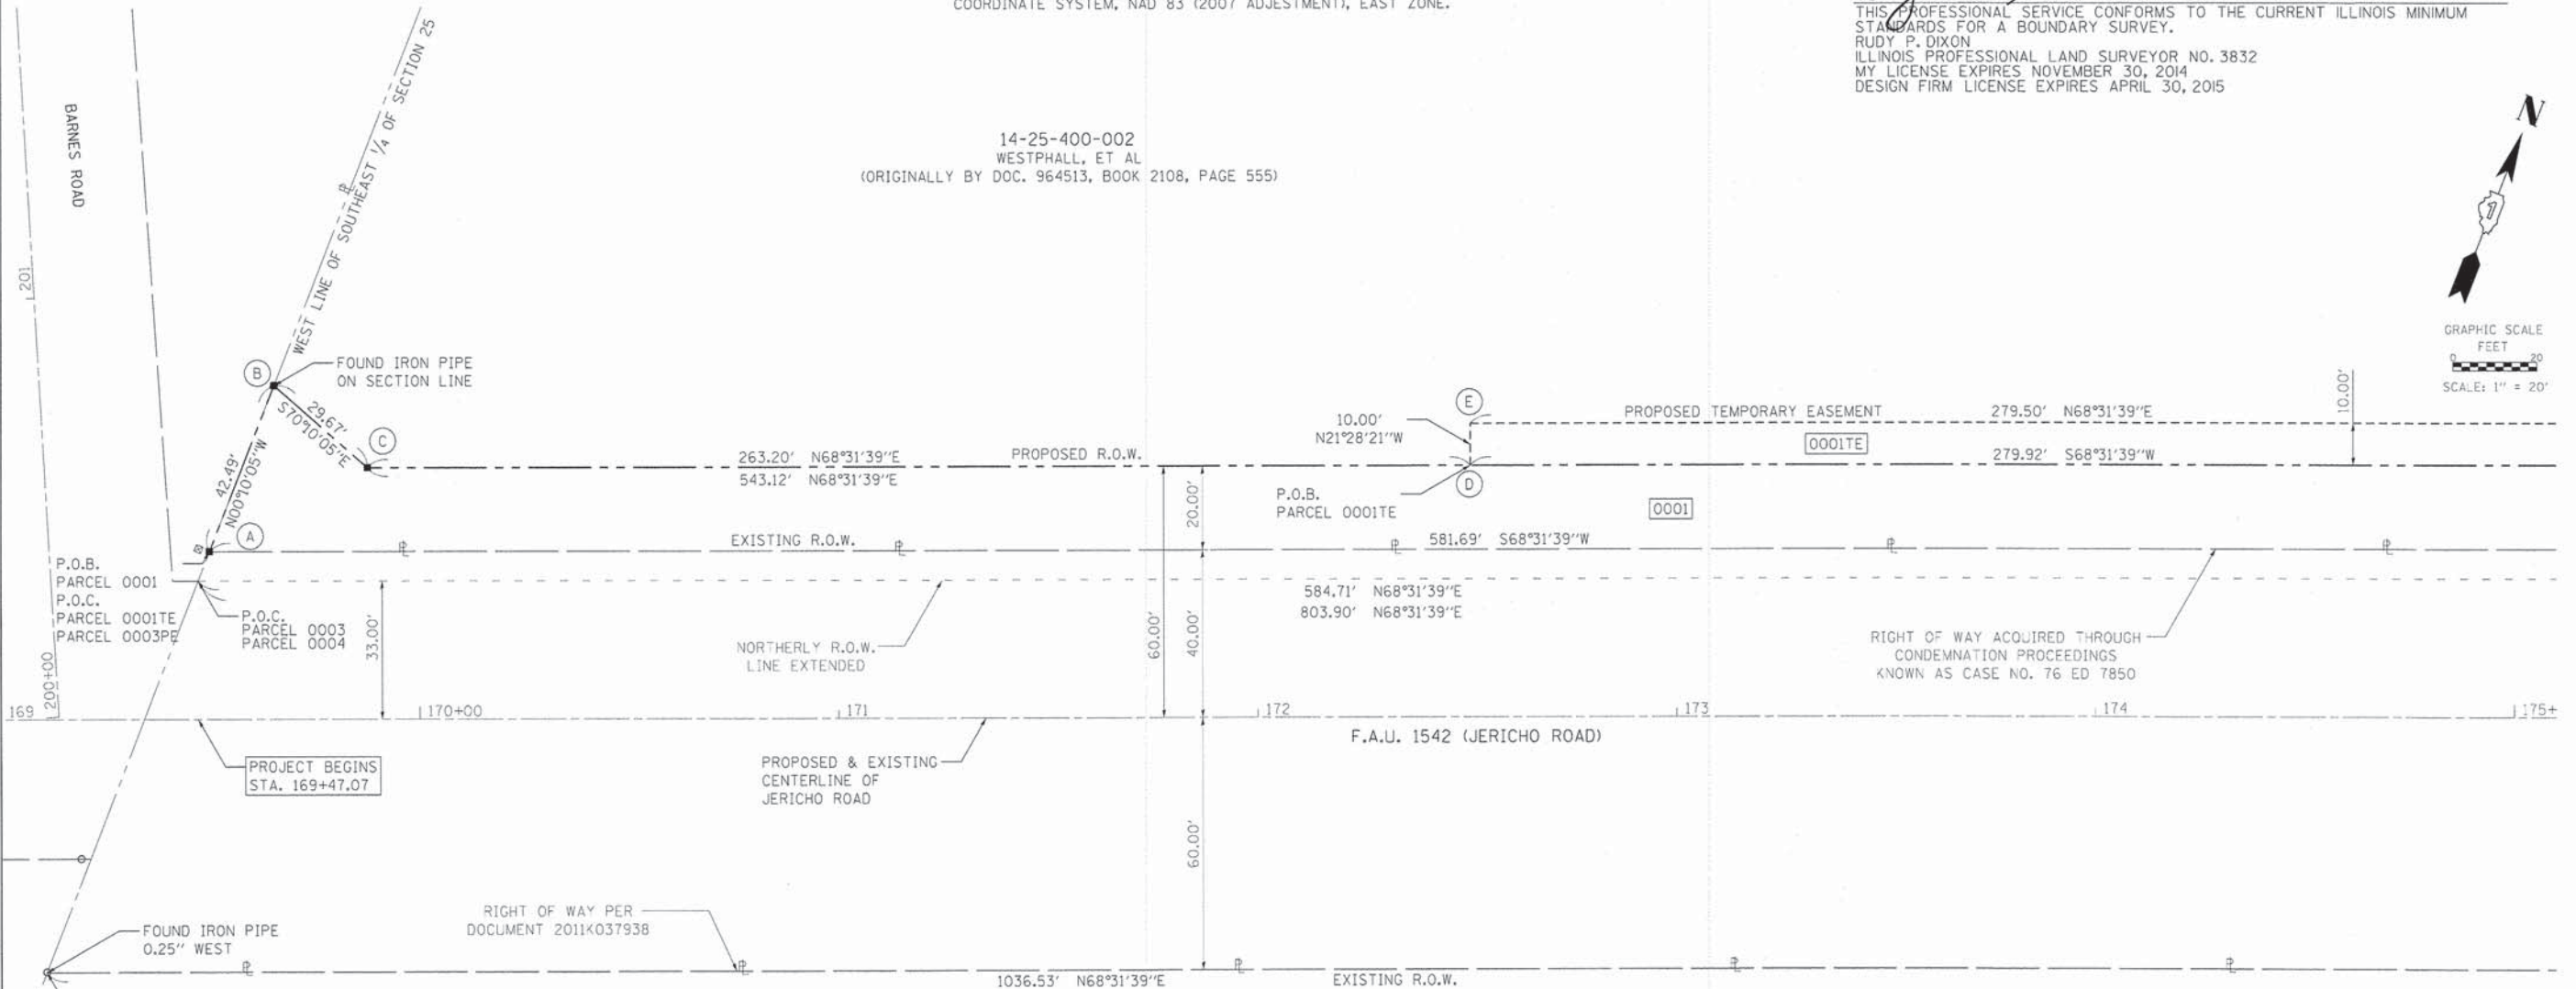 COORDINATE SYSTEM, NAD 83 (2007 ADJESTMENT), EAST ZONE.
THIS PROFESSIONAL SERVICE CONFORMS TO THE CURRENT ILLINOIS MINIMUM
STANDARDS FOR A BOUNDARY SURVEY.
RUDY P. DIXON
ILLINOIS PROFESSIONAL LAND SURVEYOR NO. 3832
MY LICENSE EXPIRES NOVEMBER 30, 2014
DESIGN FIRM LICENSE EXPIRES APRIL 30, 2015
N
1
GRAPHIC SCALE
FEET
0 20
SCALE: 1" = 20'
BARNES ROAD
201
WEST LINE OF SOUTHEAST 1/4 OF SECTION 25
14-25-400-002
WESTPHALL, ET AL
(ORIGINALLY BY DOC. 964513, BOOK 2108, PAGE 555)
B
FOUND IRON PIPE
ON SECTION LINE
29.67'
S70°10'05"E
C
42.49'
N00°10'05"W
A
263.20' N68°31'39"E
543.12' N68°31'39"E
PROPOSED R.O.W.
10.00'
N21°28'21"W
E
PROPOSED TEMPORARY EASEMENT
279.50' N68°31'39"E
10.00'
0001TE
279.92' S68°31'39"W
D
P.O.B.
PARCEL 0001TE
0001
20.00'
EXISTING R.O.W.
581.69' S68°31'39"W
P.O.B.
PARCEL 0001
P.O.C.
PARCEL 0001TE
PARCEL 0003PE
P.O.C.
PARCEL 0003
PARCEL 0004
33.00'
584.71' N68°31'39"E
803.90' N68°31'39"E
NORTHERLY R.O.W.
LINE EXTENDED
60.00'
40.00'
RIGHT OF WAY ACQUIRED THROUGH
CONDEMNATION PROCEEDINGS
KNOWN AS CASE NO. 76 ED 7850
200+00
169
170+00
171
172
173
174
175+
F.A.U. 1542 (JERICHO ROAD)
PROJECT BEGINS
STA. 169+47.07
PROPOSED & EXISTING
CENTERLINE OF
JERICHO ROAD
60.00'
RIGHT OF WAY PER
DOCUMENT 2011K037938
FOUND IRON PIPE
0.25" WEST
1036.53' N68°31'39"E
EXISTING R.O.W.